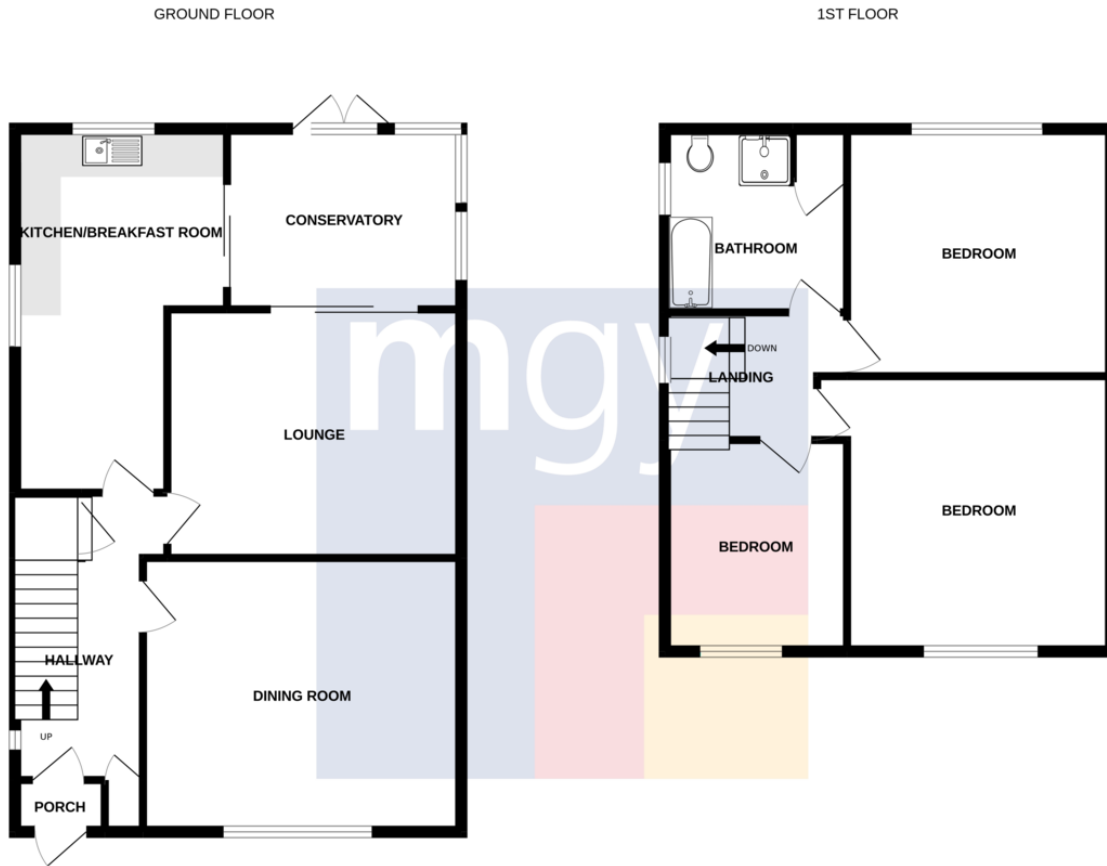 GROUND FLOOR
KITCHEN/BREAKFAST ROOM
CONSERVATORY
LOUNGE
HALLWAY
UP
DINING ROOM
PORCH
mgy
1ST FLOOR
BATHROOM
BEDROOM
DOWN
LANDING
BEDROOM
BEDROOM